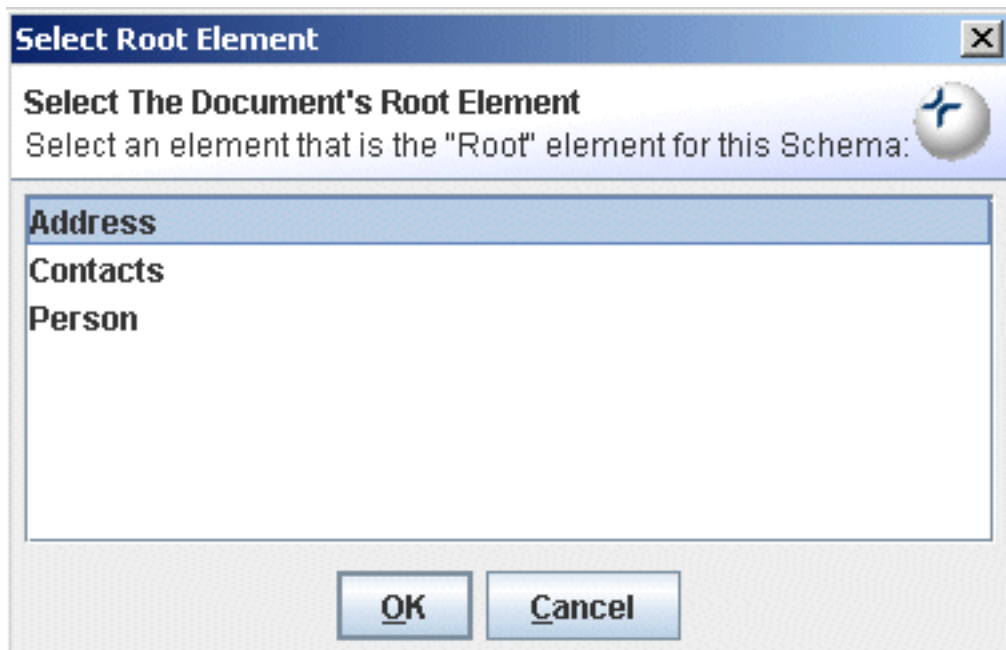 Select Root Element
Select The Document's Root Element
Select an element that is the "Root" element for this Schema:
Address
Contacts
Person
OK
Cancel